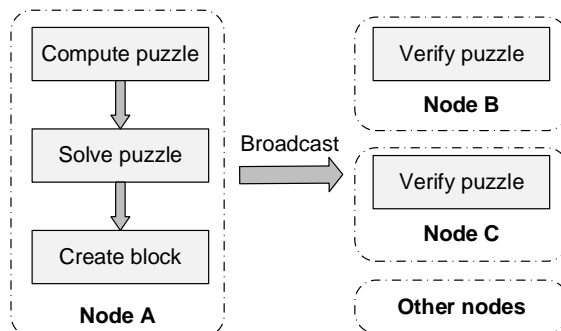 Compute puzzle
Solve puzzle
Create block
Node A
Broadcast
Verify puzzle
Node B
Verify puzzle
Node C
Other nodes